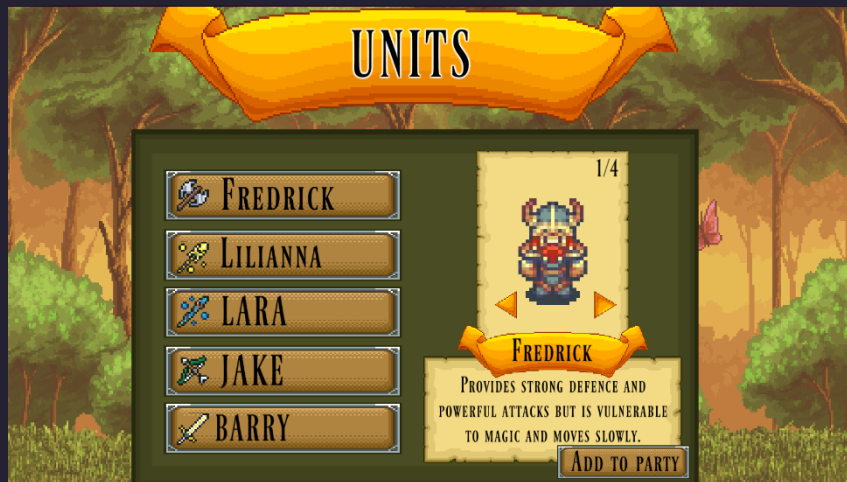 UNITS
1/4
FREDRICK
LILIANNA
LARA
JAKE
BARRY
FREDRICK
PROVIDES STRONG DEFENCE AND
POWERFUL ATTACKS BUT IS VULNERABLE
TO MAGIC AND MOVES SLOWLY.
ADD TO PARTY